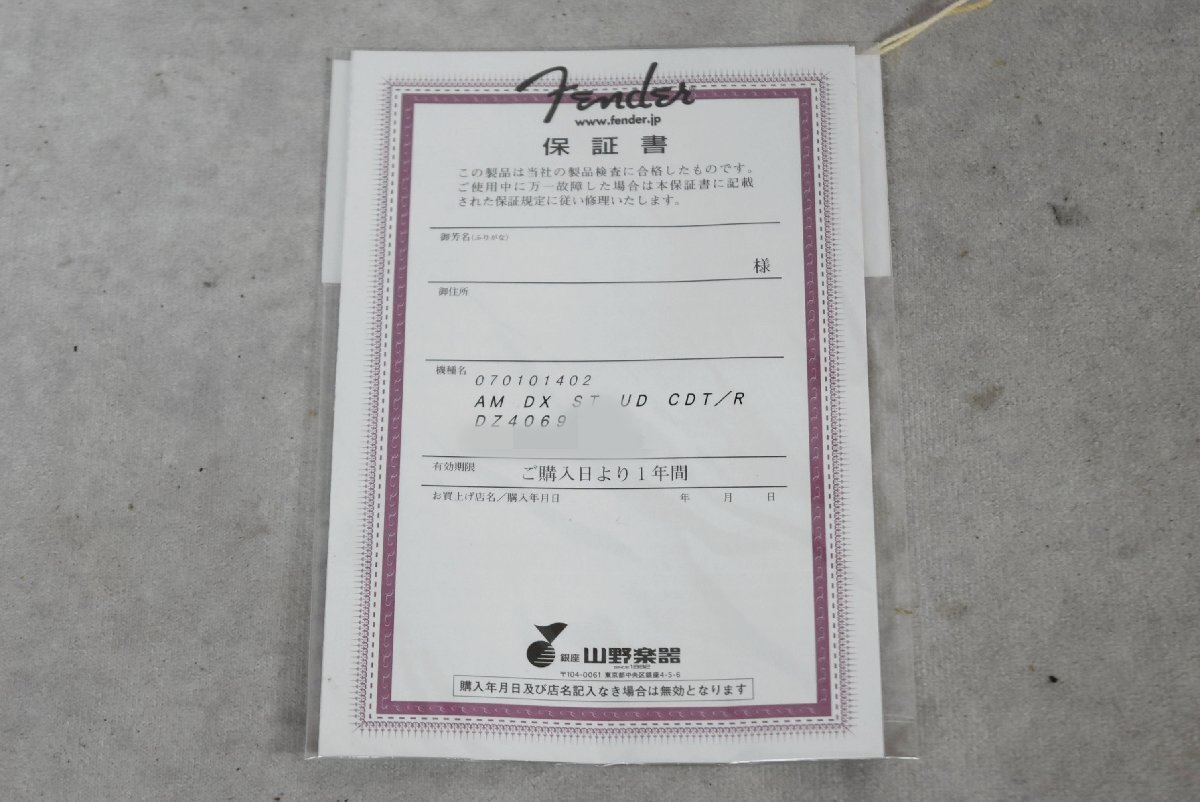 Fender
www.fender.jp
保証書
この製品は当社の製品検査に合格したものです。
ご使用中に万一故障した場合は本保証書に記載
された保証規定に従い修理いたします。
御芳名(ふりがな)
様
御住所
機種名
070101402
AM DX ST UD CDT/R
DZ4069
有効期限 ご購入日より1年間
お買上げ店名/購入年月日 年 月 日
銀座 山野楽器
SINCE 1892
〒104-0061 東京都中央区銀座4-5-6
購入年月日及び店名記入なき場合は無効となります